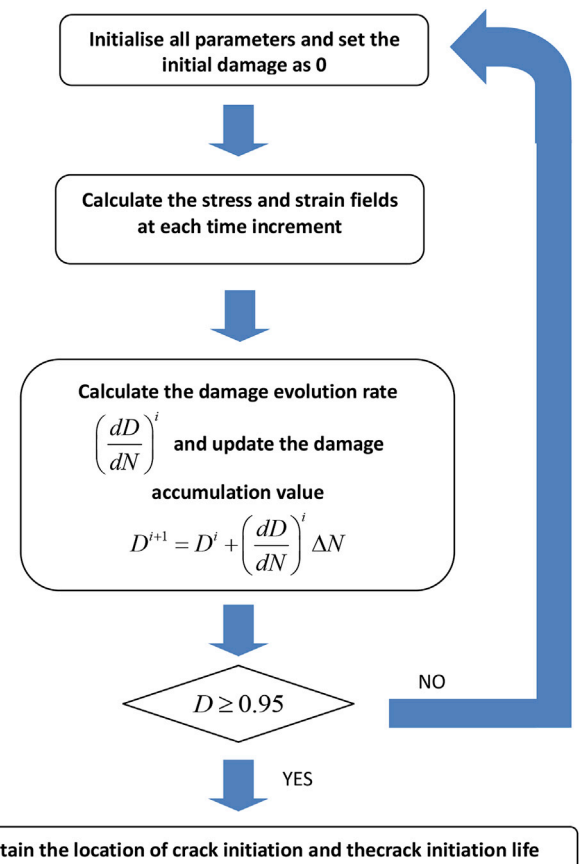 Initialise all parameters and set the
initial damage as 0
Calculate the stress and strain fields
at each time increment
Calculate the damage evolution rate
(dD/dN)^i and update the damage
accumulation value
D^{i+1} = D^i + (dD/dN)^i ΔN
D ≥ 0.95
NO
YES
tain the location of crack initiation and thecrack initiation life